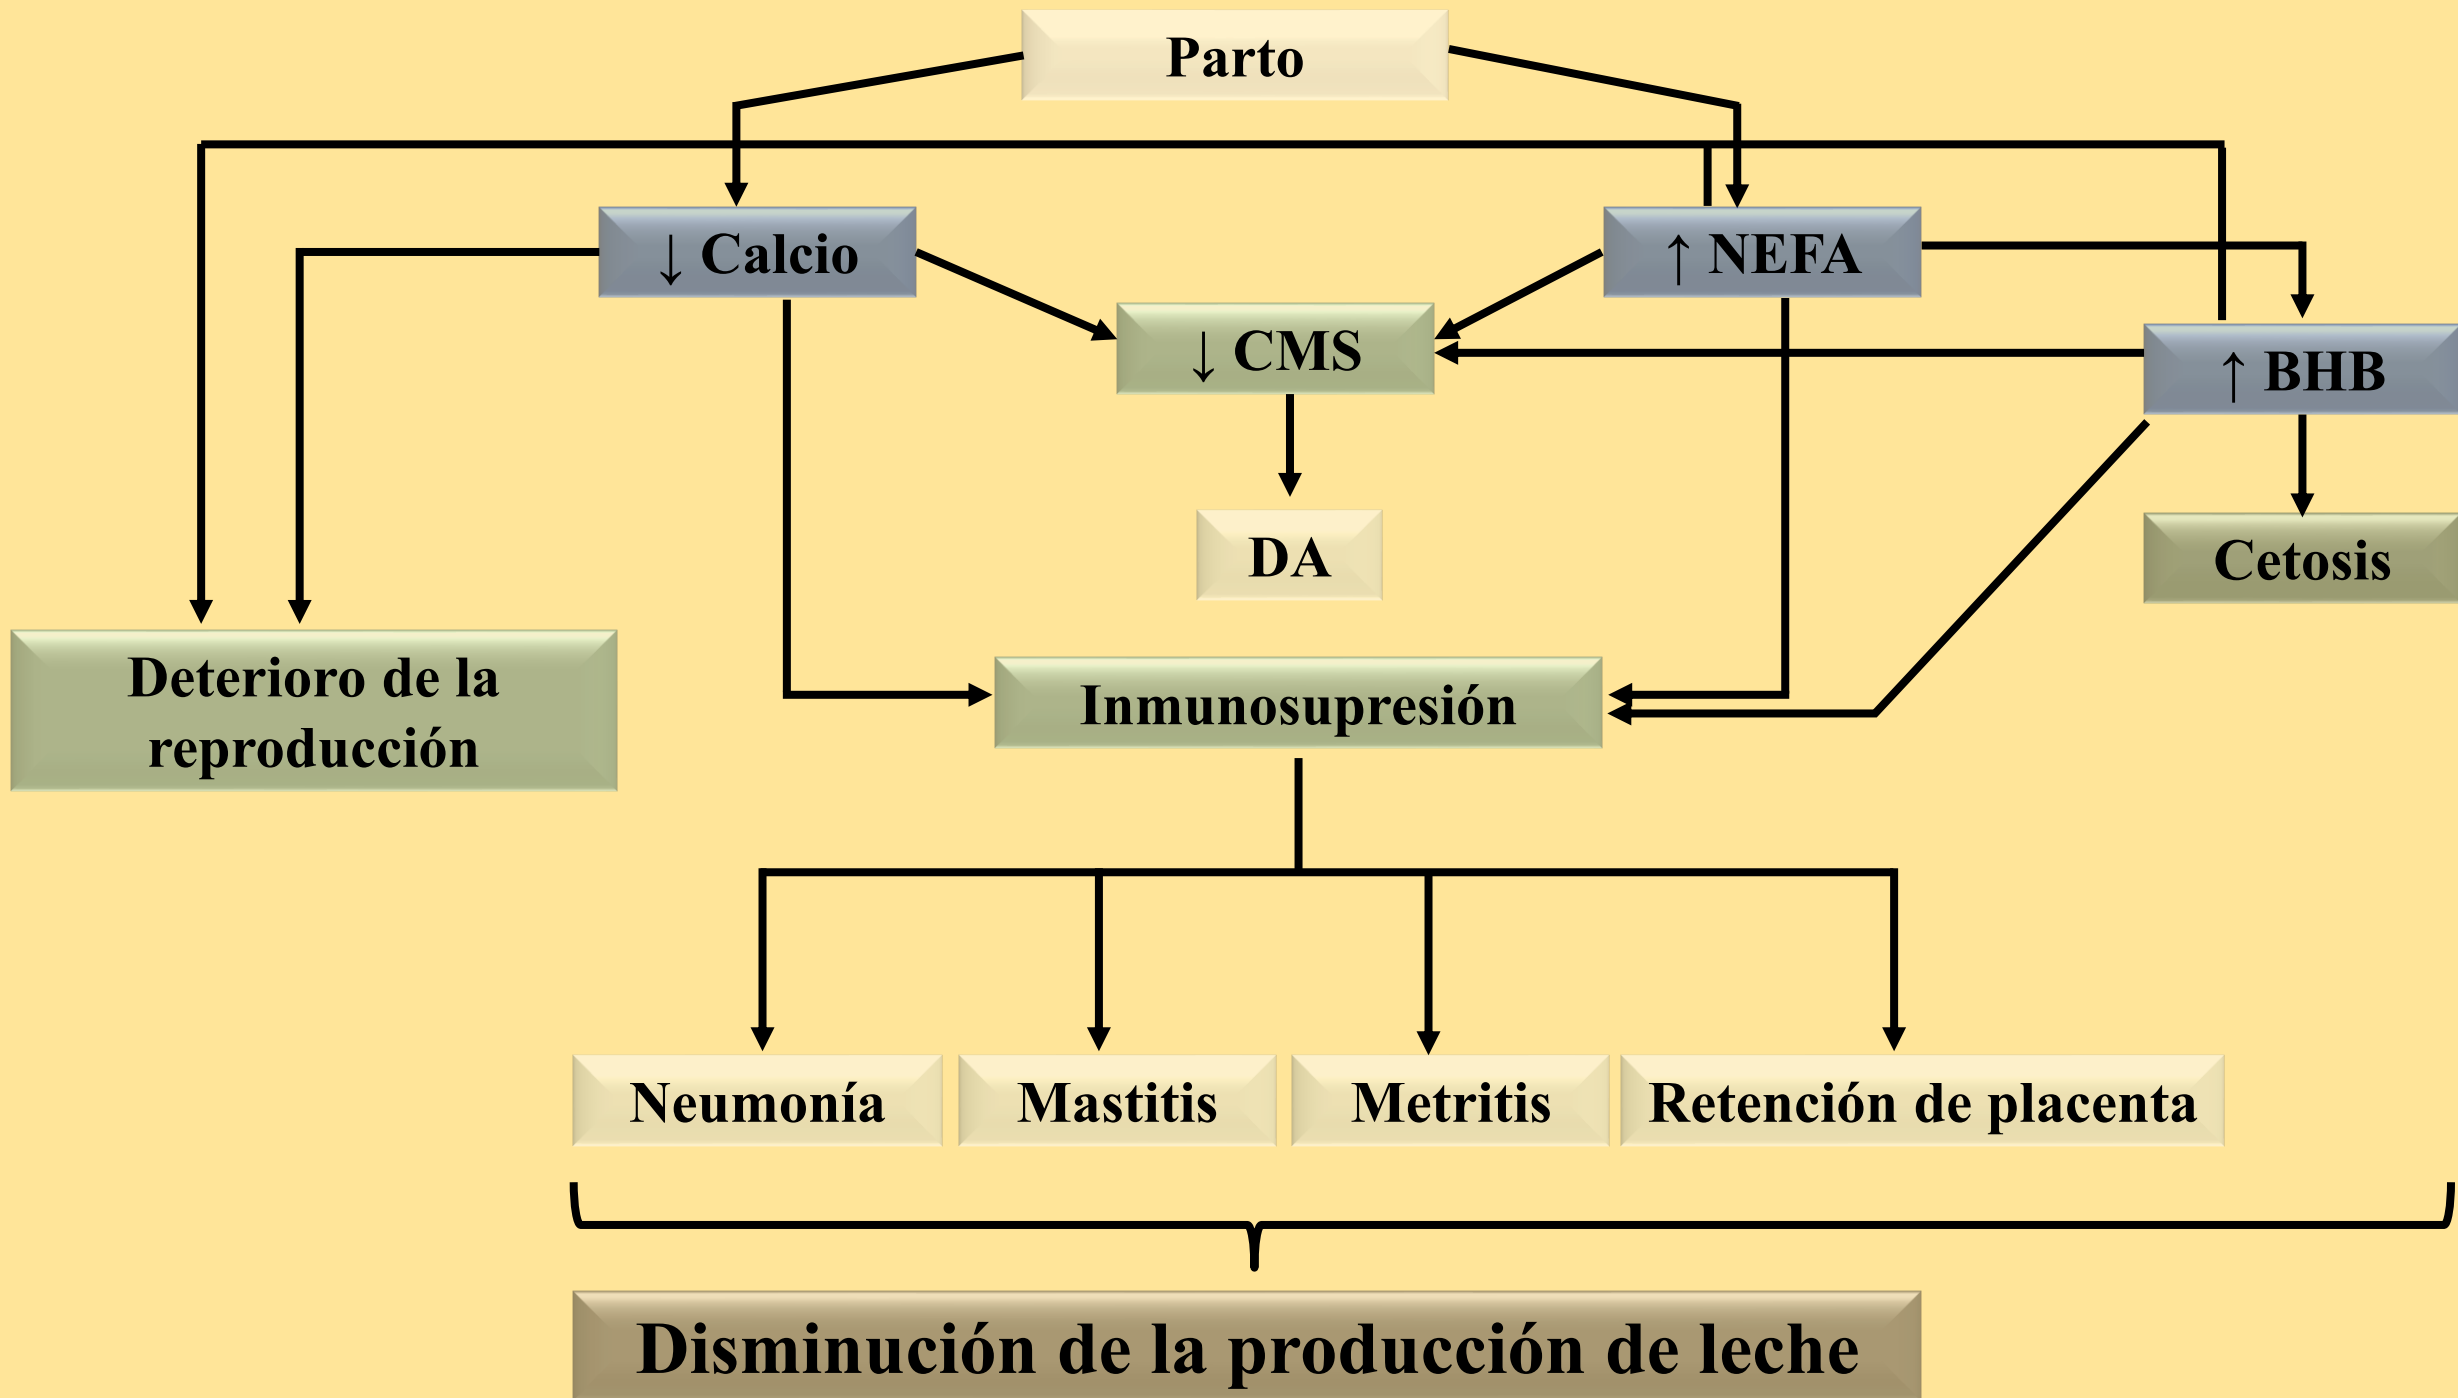 Parto
↓ Calcio
↑ NEFA
↓ CMS
↑ BHB
DA
Cetosis
Deterioro de la
reproducción
Inmunosupresión
Neumonía
Mastitis
Metritis
Retención de placenta
Disminución de la producción de leche